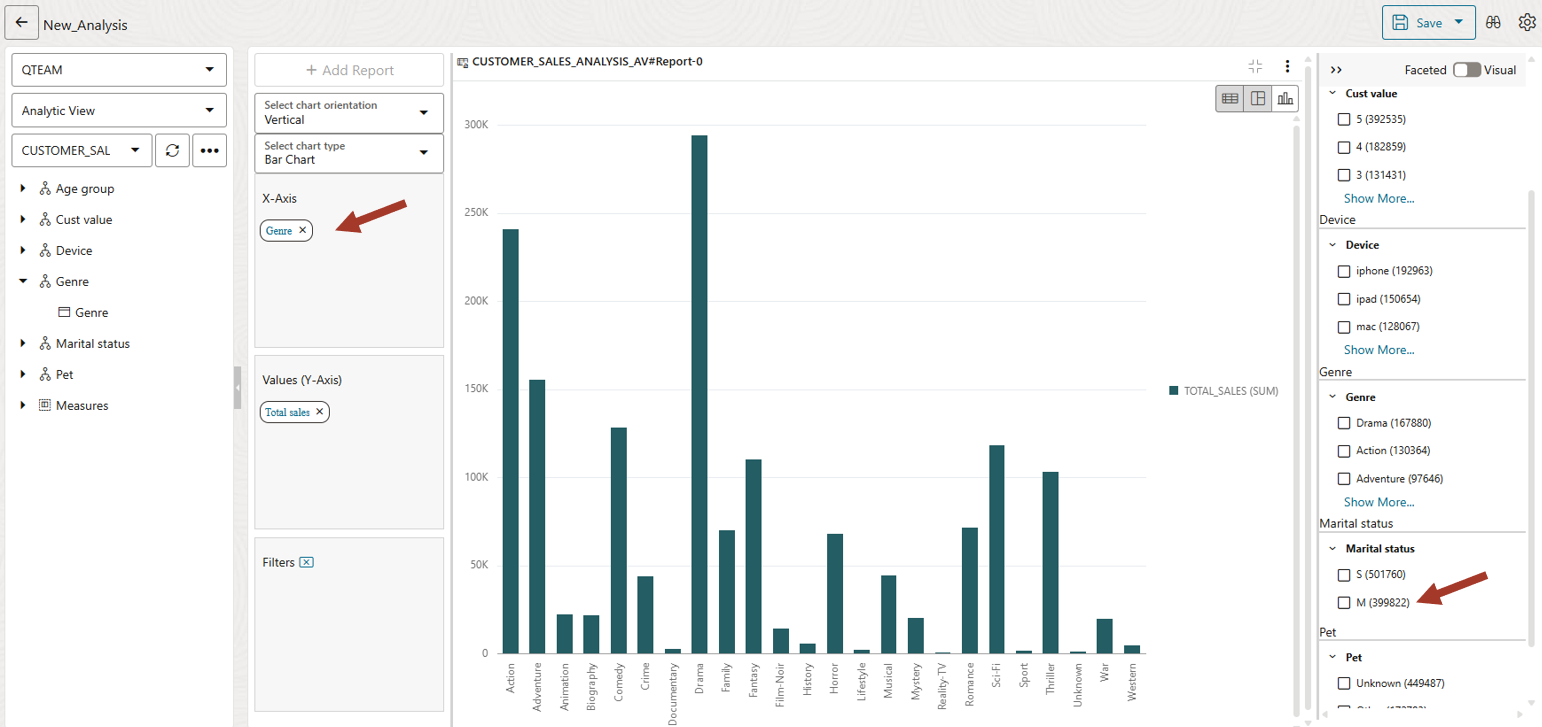 New_Analysis
Save
QTEAM
Analytic View
CUSTOMER_SAL
Age group
Cust value
Device
Genre
Genre
Marital status
Pet
Measures
+ Add Report
Select chart orientation
Vertical
Select chart type
Bar Chart
X-Axis
Genre
Values (Y-Axis)
Total sales
Filters
CUSTOMER_SALES_ANALYSIS_AV#Report-0
300K
250K
200K
150K
100K
50K
0
Action
Adventure
Animation
Biography
Comedy
Crime
Documentary
Drama
Family
Fantasy
Film-Noir
History
Horror
Lifestyle
Musical
Mystery
Reality-TV
Romance
Sci-Fi
Sport
Thriller
Unknown
War
Western
TOTAL_SALES (SUM)
Faceted Visual
Cust value
5 (392535)
4 (182859)
3 (131431)
Show More...
Device
Device
iphone (192963)
ipad (150654)
mac (128067)
Show More...
Genre
Genre
Drama (167880)
Action (130364)
Adventure (97646)
Show More...
Marital status
Marital status
S (501760)
M (399822)
Pet
Pet
Unknown (449487)